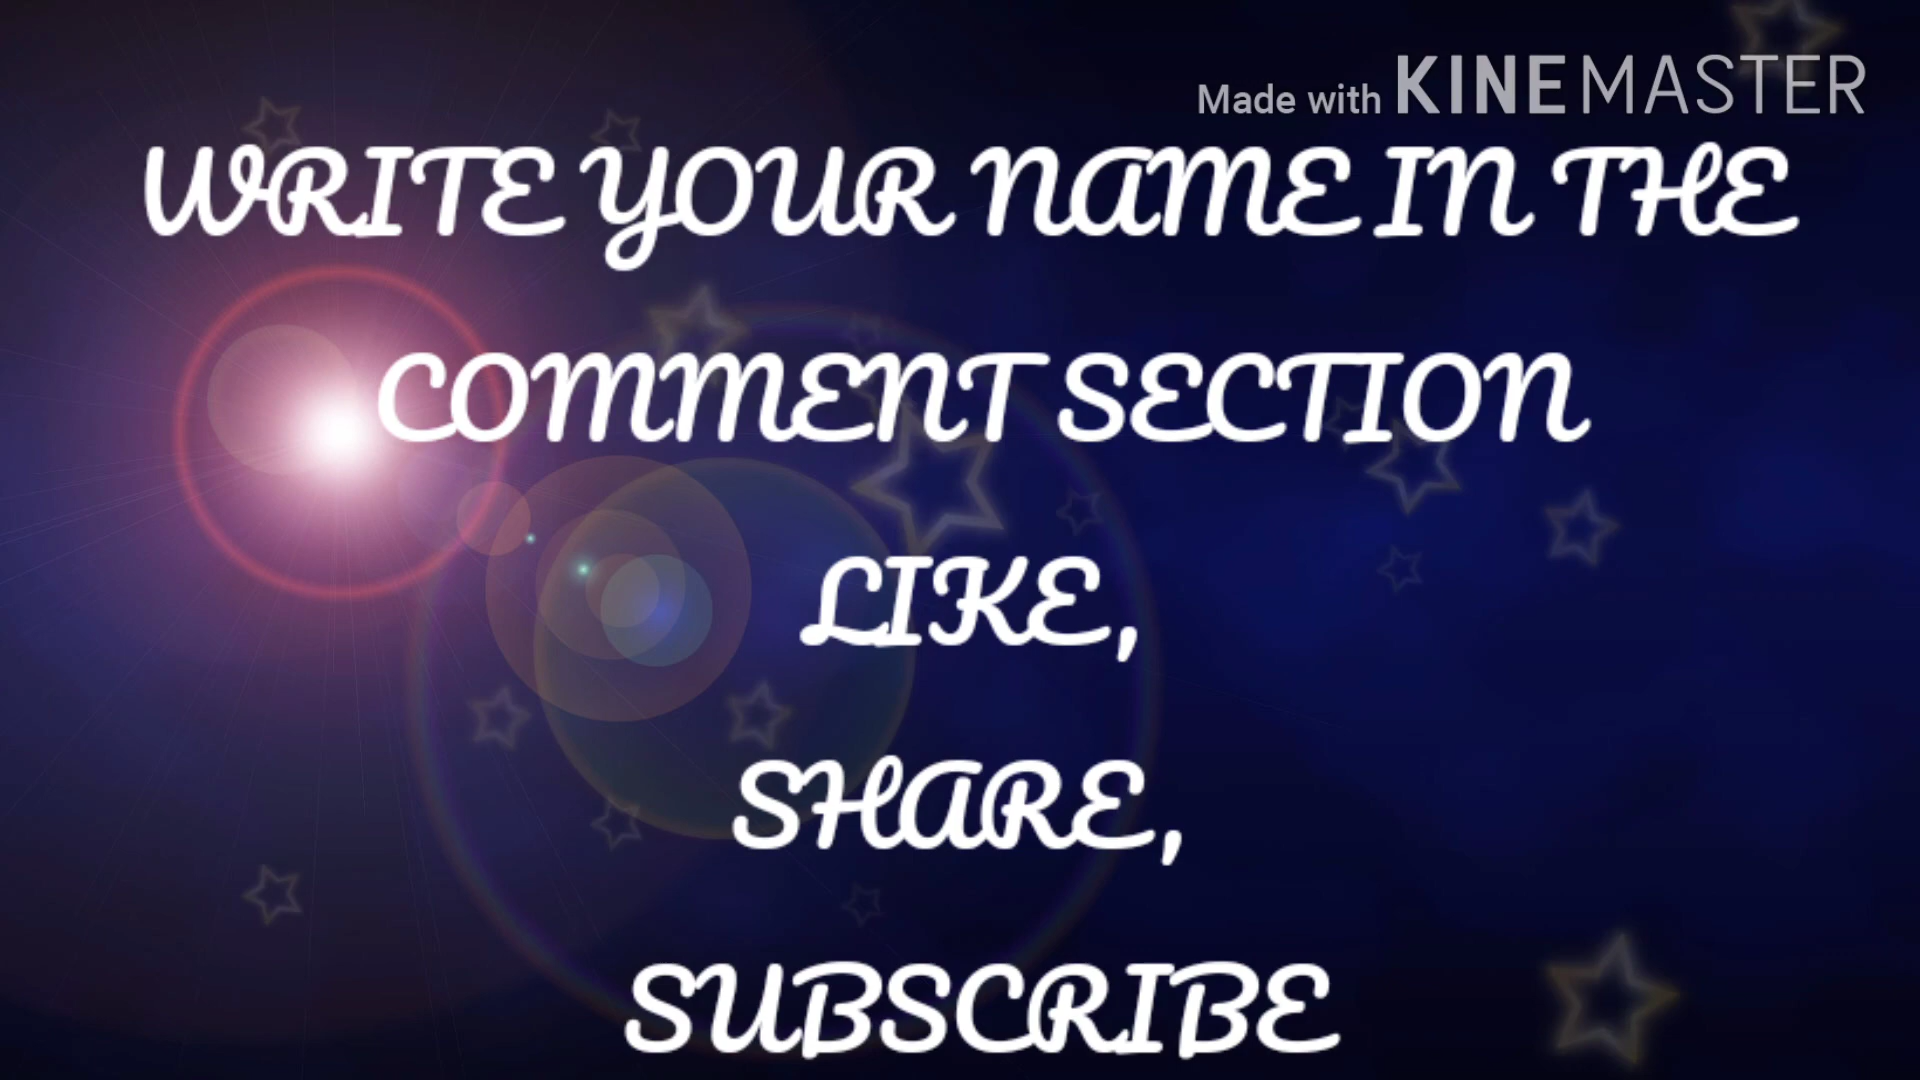 Made with KINEMASTER
WRITE YOUR NAME IN THE
COMMENT SECTION
LIKE,
SHARE,
SUBSCRIBE